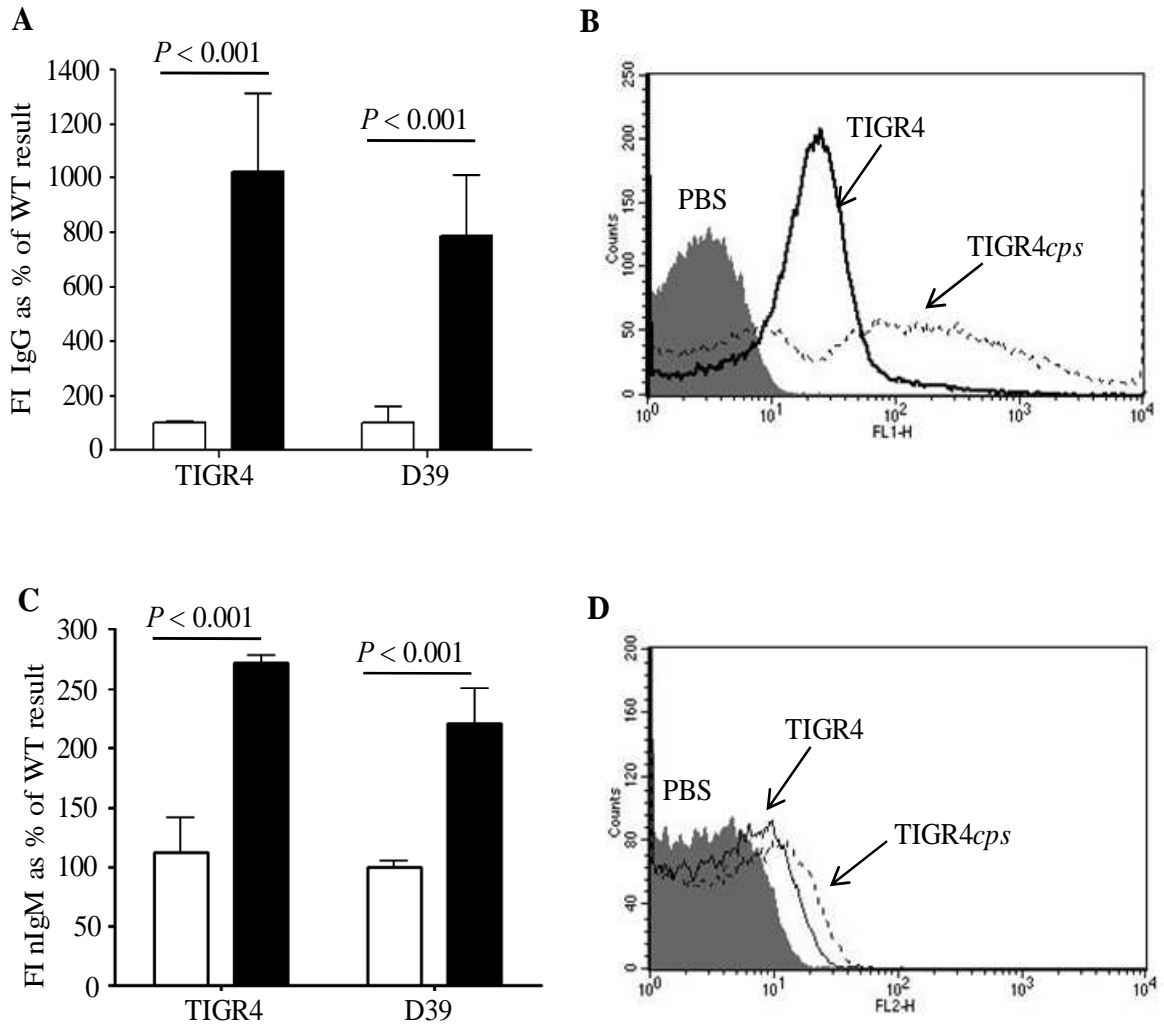 A
P < 0.001
P < 0.001
FI IgG as % of WT result
1400
1200
1000
800
600
400
200
0
TIGR4 D39
B
TIGR4
PBS
TIGR4cps
Counts
250
200
150
100
50
0
10^0 10^1 10^2 10^3 10^4
FL1-H
C
P < 0.001
P < 0.001
FI nIgM as % of WT result
300
250
200
150
100
50
0
TIGR4 D39
D
TIGR4
PBS
TIGR4cps
Counts
200
160
120
80
40
0
10^0 10^1 10^2 10^3 10^4
FL2-H